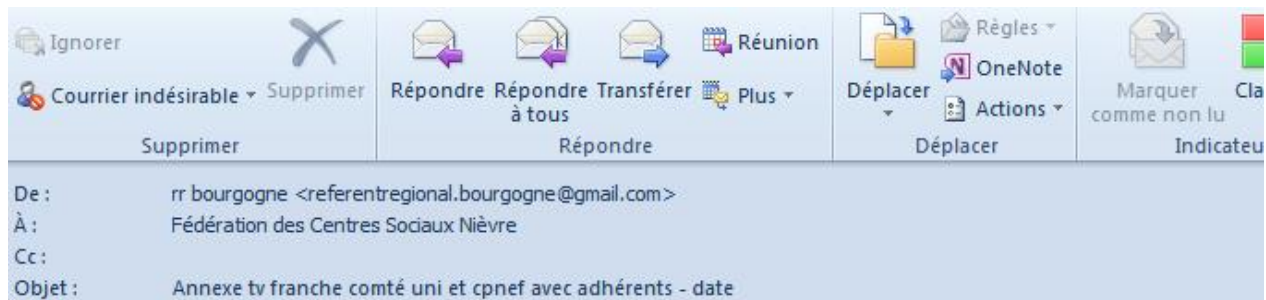 Ignorer
Courrier indésirable
Supprimer
Supprimer
Répondre
Répondre à tous
Transférer
Réunion
Plus
Répondre
Déplacer
Règles
OneNote
Actions
Déplacer
Marquer
comme non lu
Cla
Indicateu
De : rr bourgogne <referentregional.bourgogne@gmail.com>
À : Fédération des Centres Sociaux Nièvre
Cc :
Objet : Annexe tv franche comté uni et cpnef avec adhérents - date